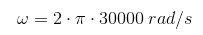 ω = 2 · π · 30000 rad/s